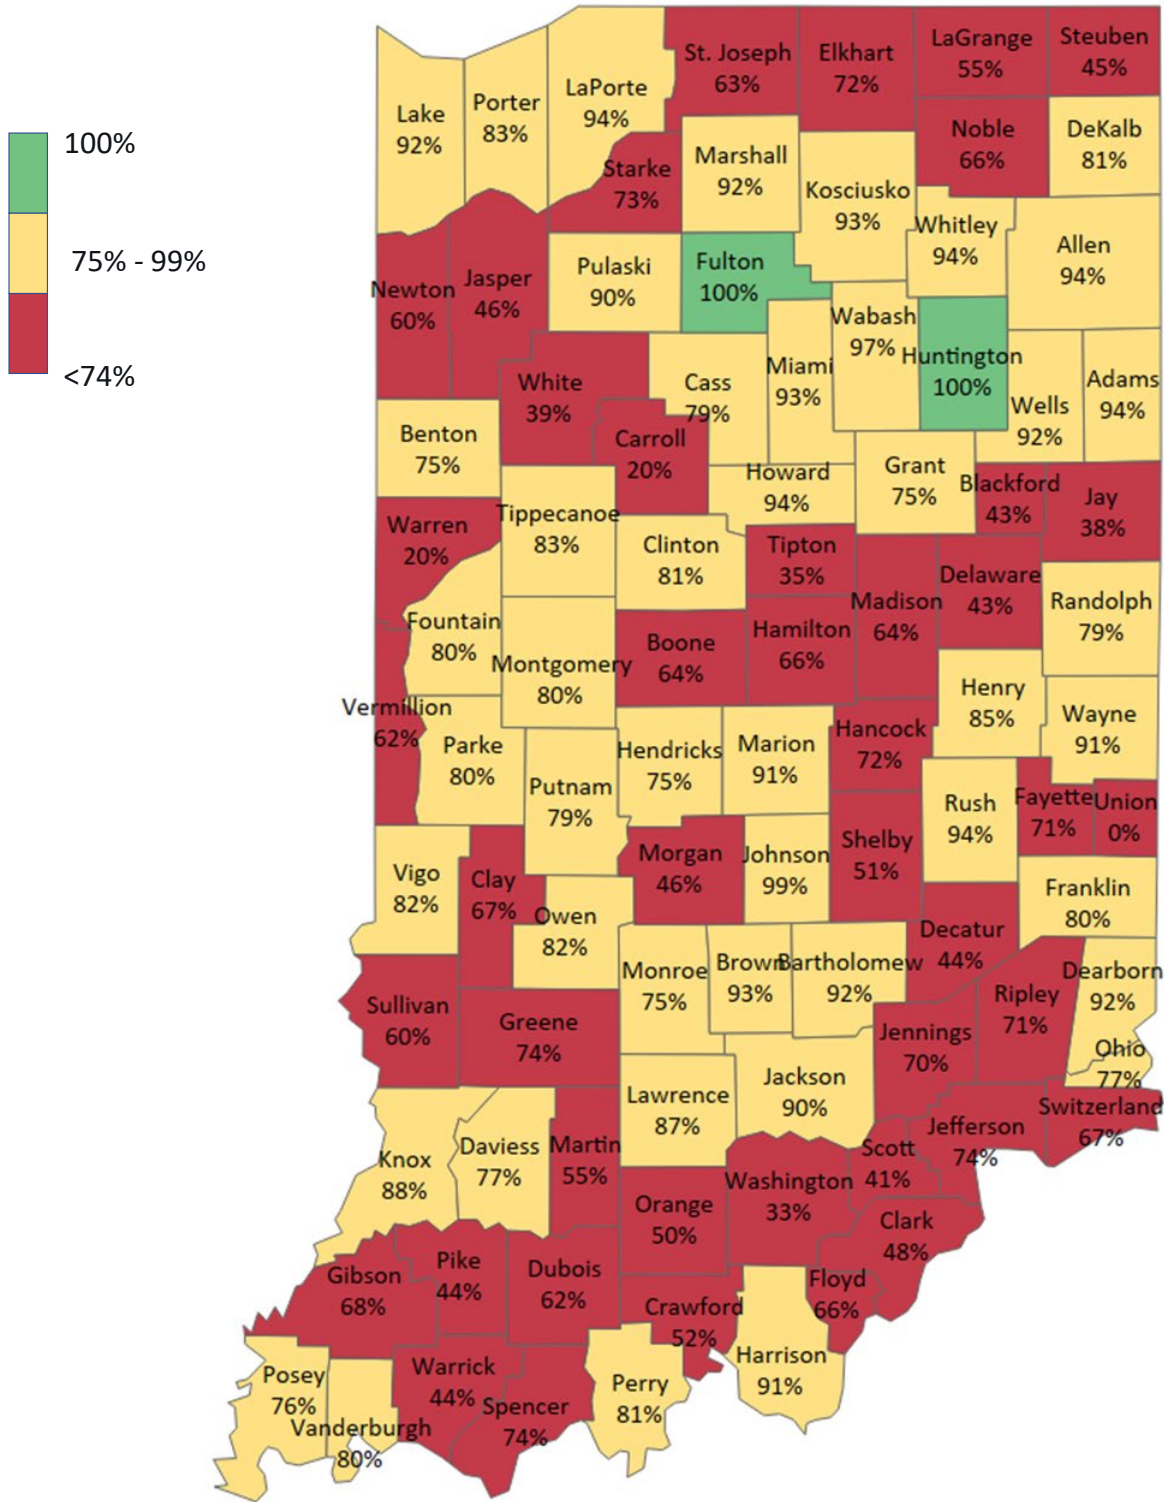 100%
75% - 99%
<74%
Lake
92%
Porter
83%
LaPorte
94%
St. Joseph
63%
Elkhart
72%
LaGrange
55%
Steuben
45%
Noble
66%
DeKalb
81%
Starke
73%
Marshall
92%
Kosciusko
93%
Whitley
94%
Allen
94%
Newton
60%
Jasper
46%
Pulaski
90%
Fulton
100%
Wabash
97%
Huntington
100%
Miami
93%
Wells
92%
Adams
94%
White
39%
Cass
79%
Carroll
20%
Benton
75%
Howard
94%
Grant
75%
Blackford
43%
Jay
38%
Warren
20%
Tippecanoe
83%
Clinton
81%
Tipton
35%
Madison
64%
Delaware
43%
Randolph
79%
Fountain
80%
Montgomery
80%
Boone
64%
Hamilton
66%
Henry
85%
Wayne
91%
Vermillion
62%
Parke
80%
Putnam
79%
Hendricks
75%
Marion
91%
Hancock
72%
Rush
94%
Fayette
71%
Union
0%
Vigo
82%
Clay
67%
Owen
82%
Morgan
46%
Johnson
99%
Shelby
51%
Franklin
80%
Decatur
44%
Monroe
75%
Brown
93%
Bartholomew
92%
Ripley
71%
Dearborn
92%
Ohio
77%
Sullivan
60%
Greene
74%
Jennings
70%
Jackson
90%
Lawrence
87%
Switzerland
67%
Jefferson
74%
Knox
88%
Daviess
77%
Martin
55%
Scott
41%
Washington
33%
Orange
50%
Clark
48%
Gibson
68%
Pike
44%
Dubois
62%
Floyd
66%
Crawford
52%
Harrison
91%
Posey
76%
Vanderburgh
80%
Warrick
44%
Spencer
74%
Perry
81%